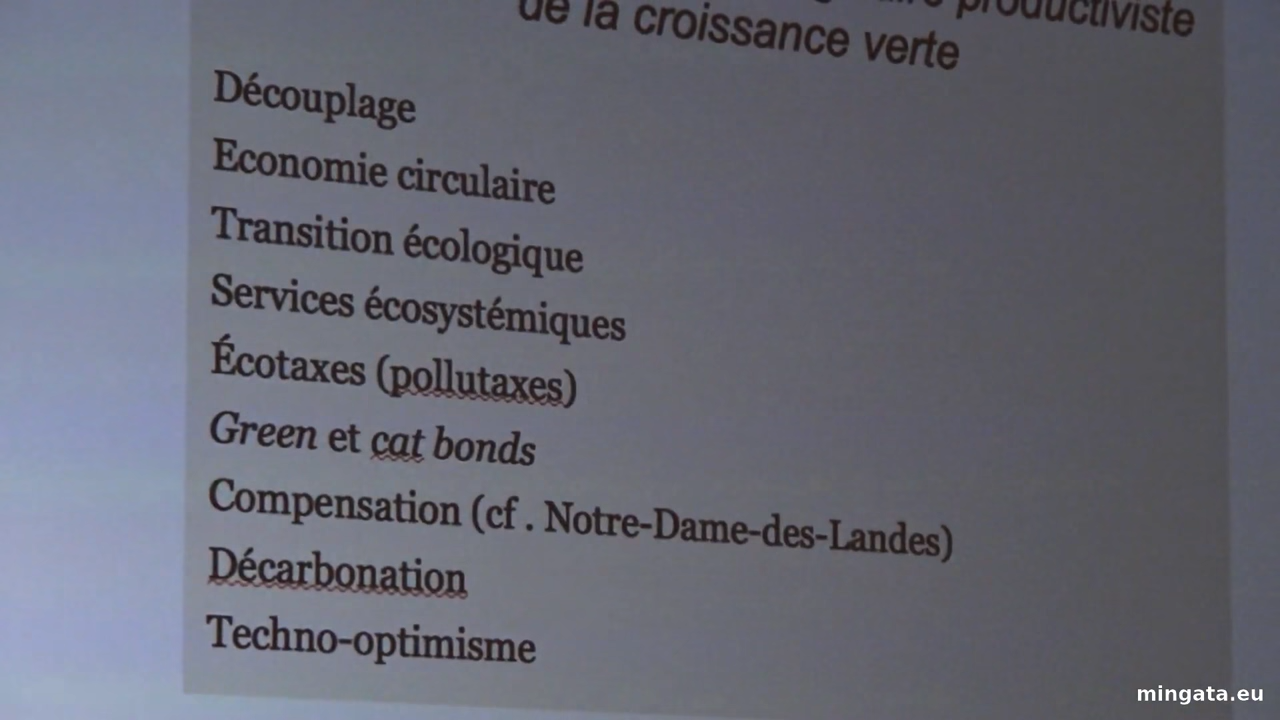 productiviste
de la croissance verte
Découplage
Economie circulaire
Transition écologique
Services écosystémiques
Écotaxes (pollutaxes)
Green et cat bonds
Compensation (cf . Notre-Dame-des-Landes)
Décarbonation
Techno-optimisme
mingata.eu